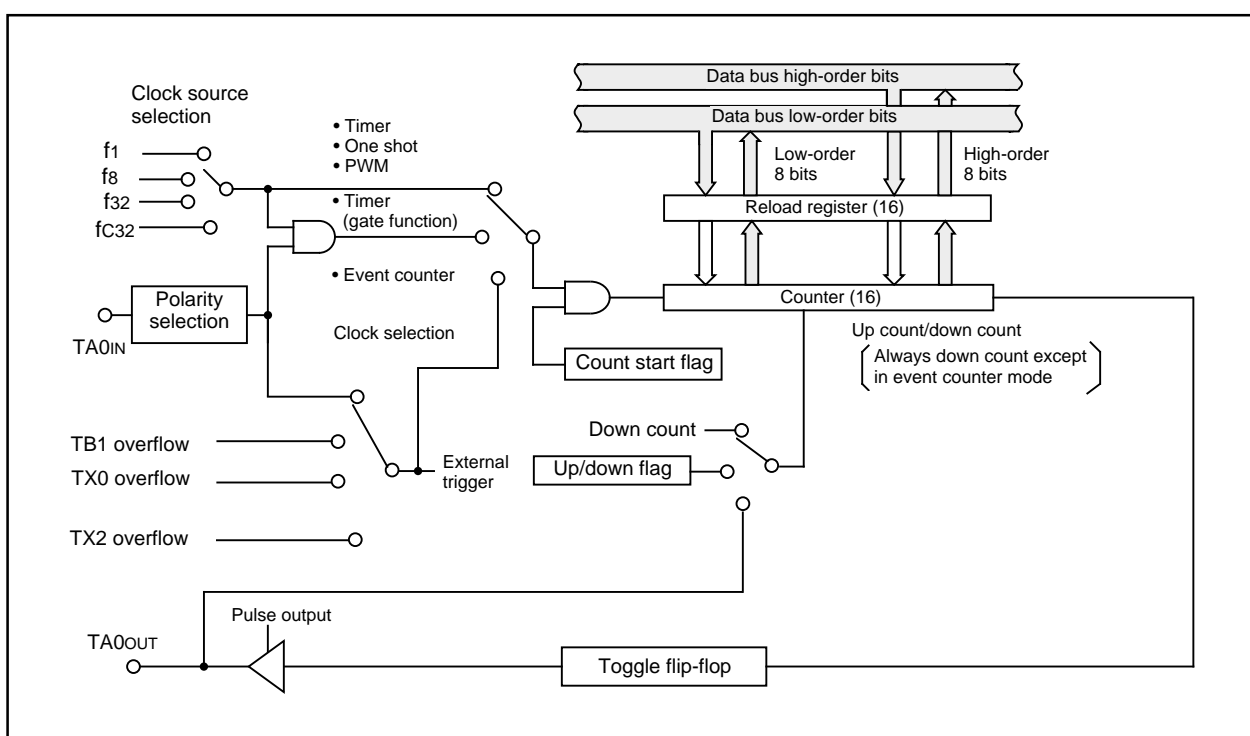 Data bus high-order bits
Data bus low-order bits
Clock source
selection
• Timer
• One shot
• PWM
f1
f8
f32
fC32
Low-order
8 bits
High-order
8 bits
• Timer
(gate function)
Reload register (16)
• Event counter
Polarity
selection
TA0IN
Clock selection
Counter (16)
Up count/down count
Always down count except
in event counter mode
Count start flag
TB1 overflow
TX0 overflow
TX2 overflow
External
trigger
Down count
Up/down flag
Pulse output
TA0OUT
Toggle flip-flop